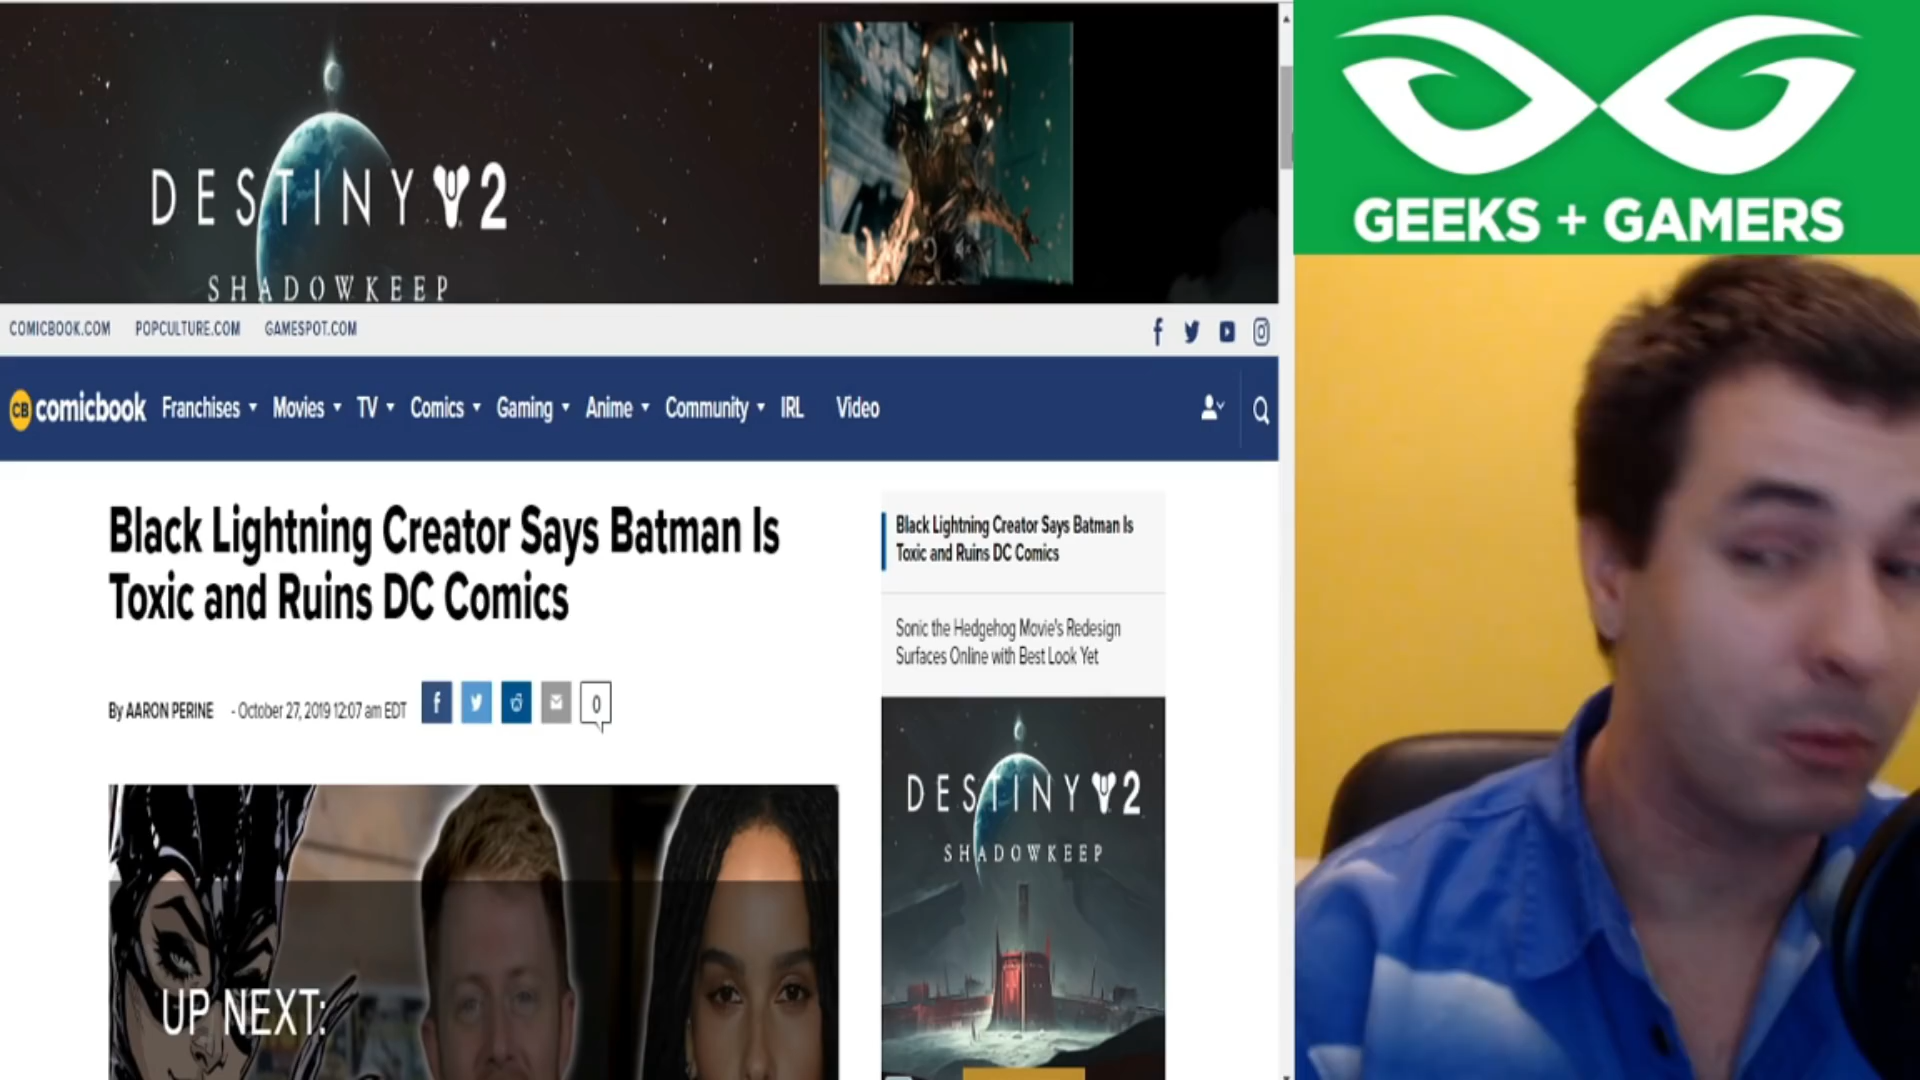 DESTINY 2
SHADOWKEEP
COMICBOOK.COM POPCULTURE.COM GAMESPOT.COM
CB comicbook Franchises Movies TV Comics Gaming Anime Community IRL Video
Black Lightning Creator Says Batman Is
Toxic and Ruins DC Comics
By AARON PERINE - October 27, 2019 12:07 am EDT
0
UP NEXT:
Black Lightning Creator Says Batman Is
Toxic and Ruins DC Comics
Sonic the Hedgehog Movie's Redesign
Surfaces Online with Best Look Yet
DESTINY 2
SHADOWKEEP
GEEKS + GAMERS